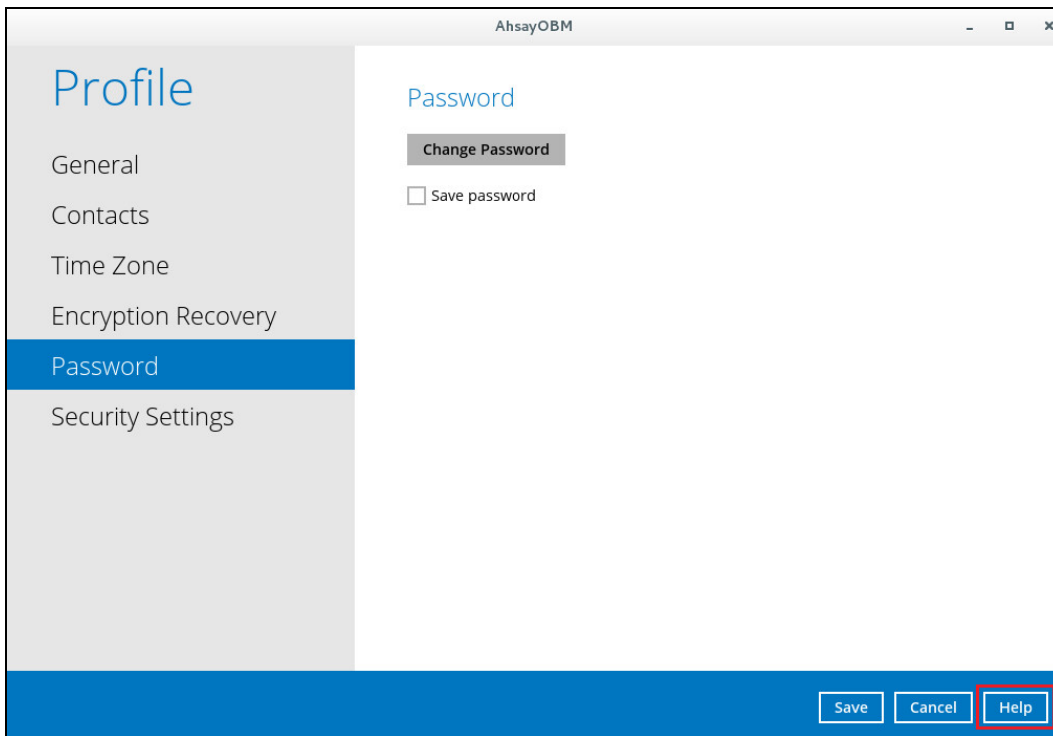 AhsayOBM
Profile
General
Contacts
Time Zone
Encryption Recovery
Password
Security Settings
Password
Change Password
Save password
Save
Cancel
Help